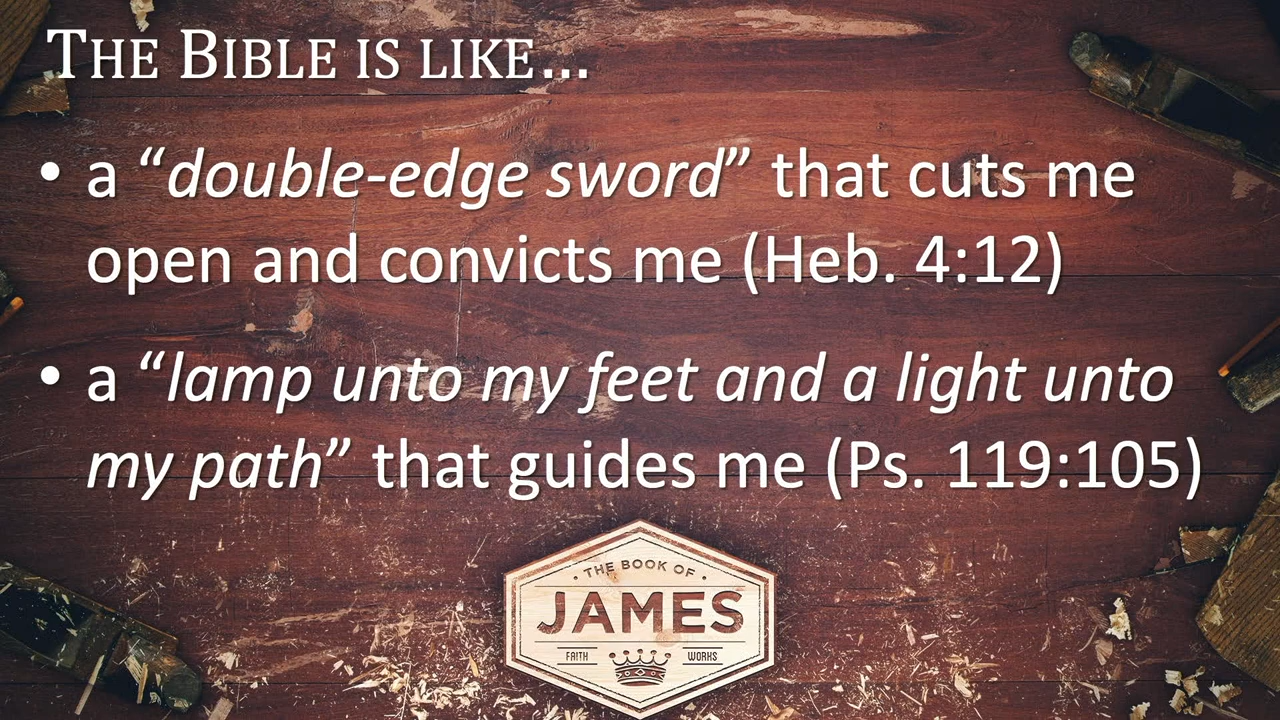 THE BIBLE IS LIKE...
• a “double-edge sword” that cuts me
open and convicts me (Heb. 4:12)
• a “lamp unto my feet and a light unto
my path” that guides me (Ps. 119:105)
· THE BOOK OF ·
JAMES
FAITH WORKS